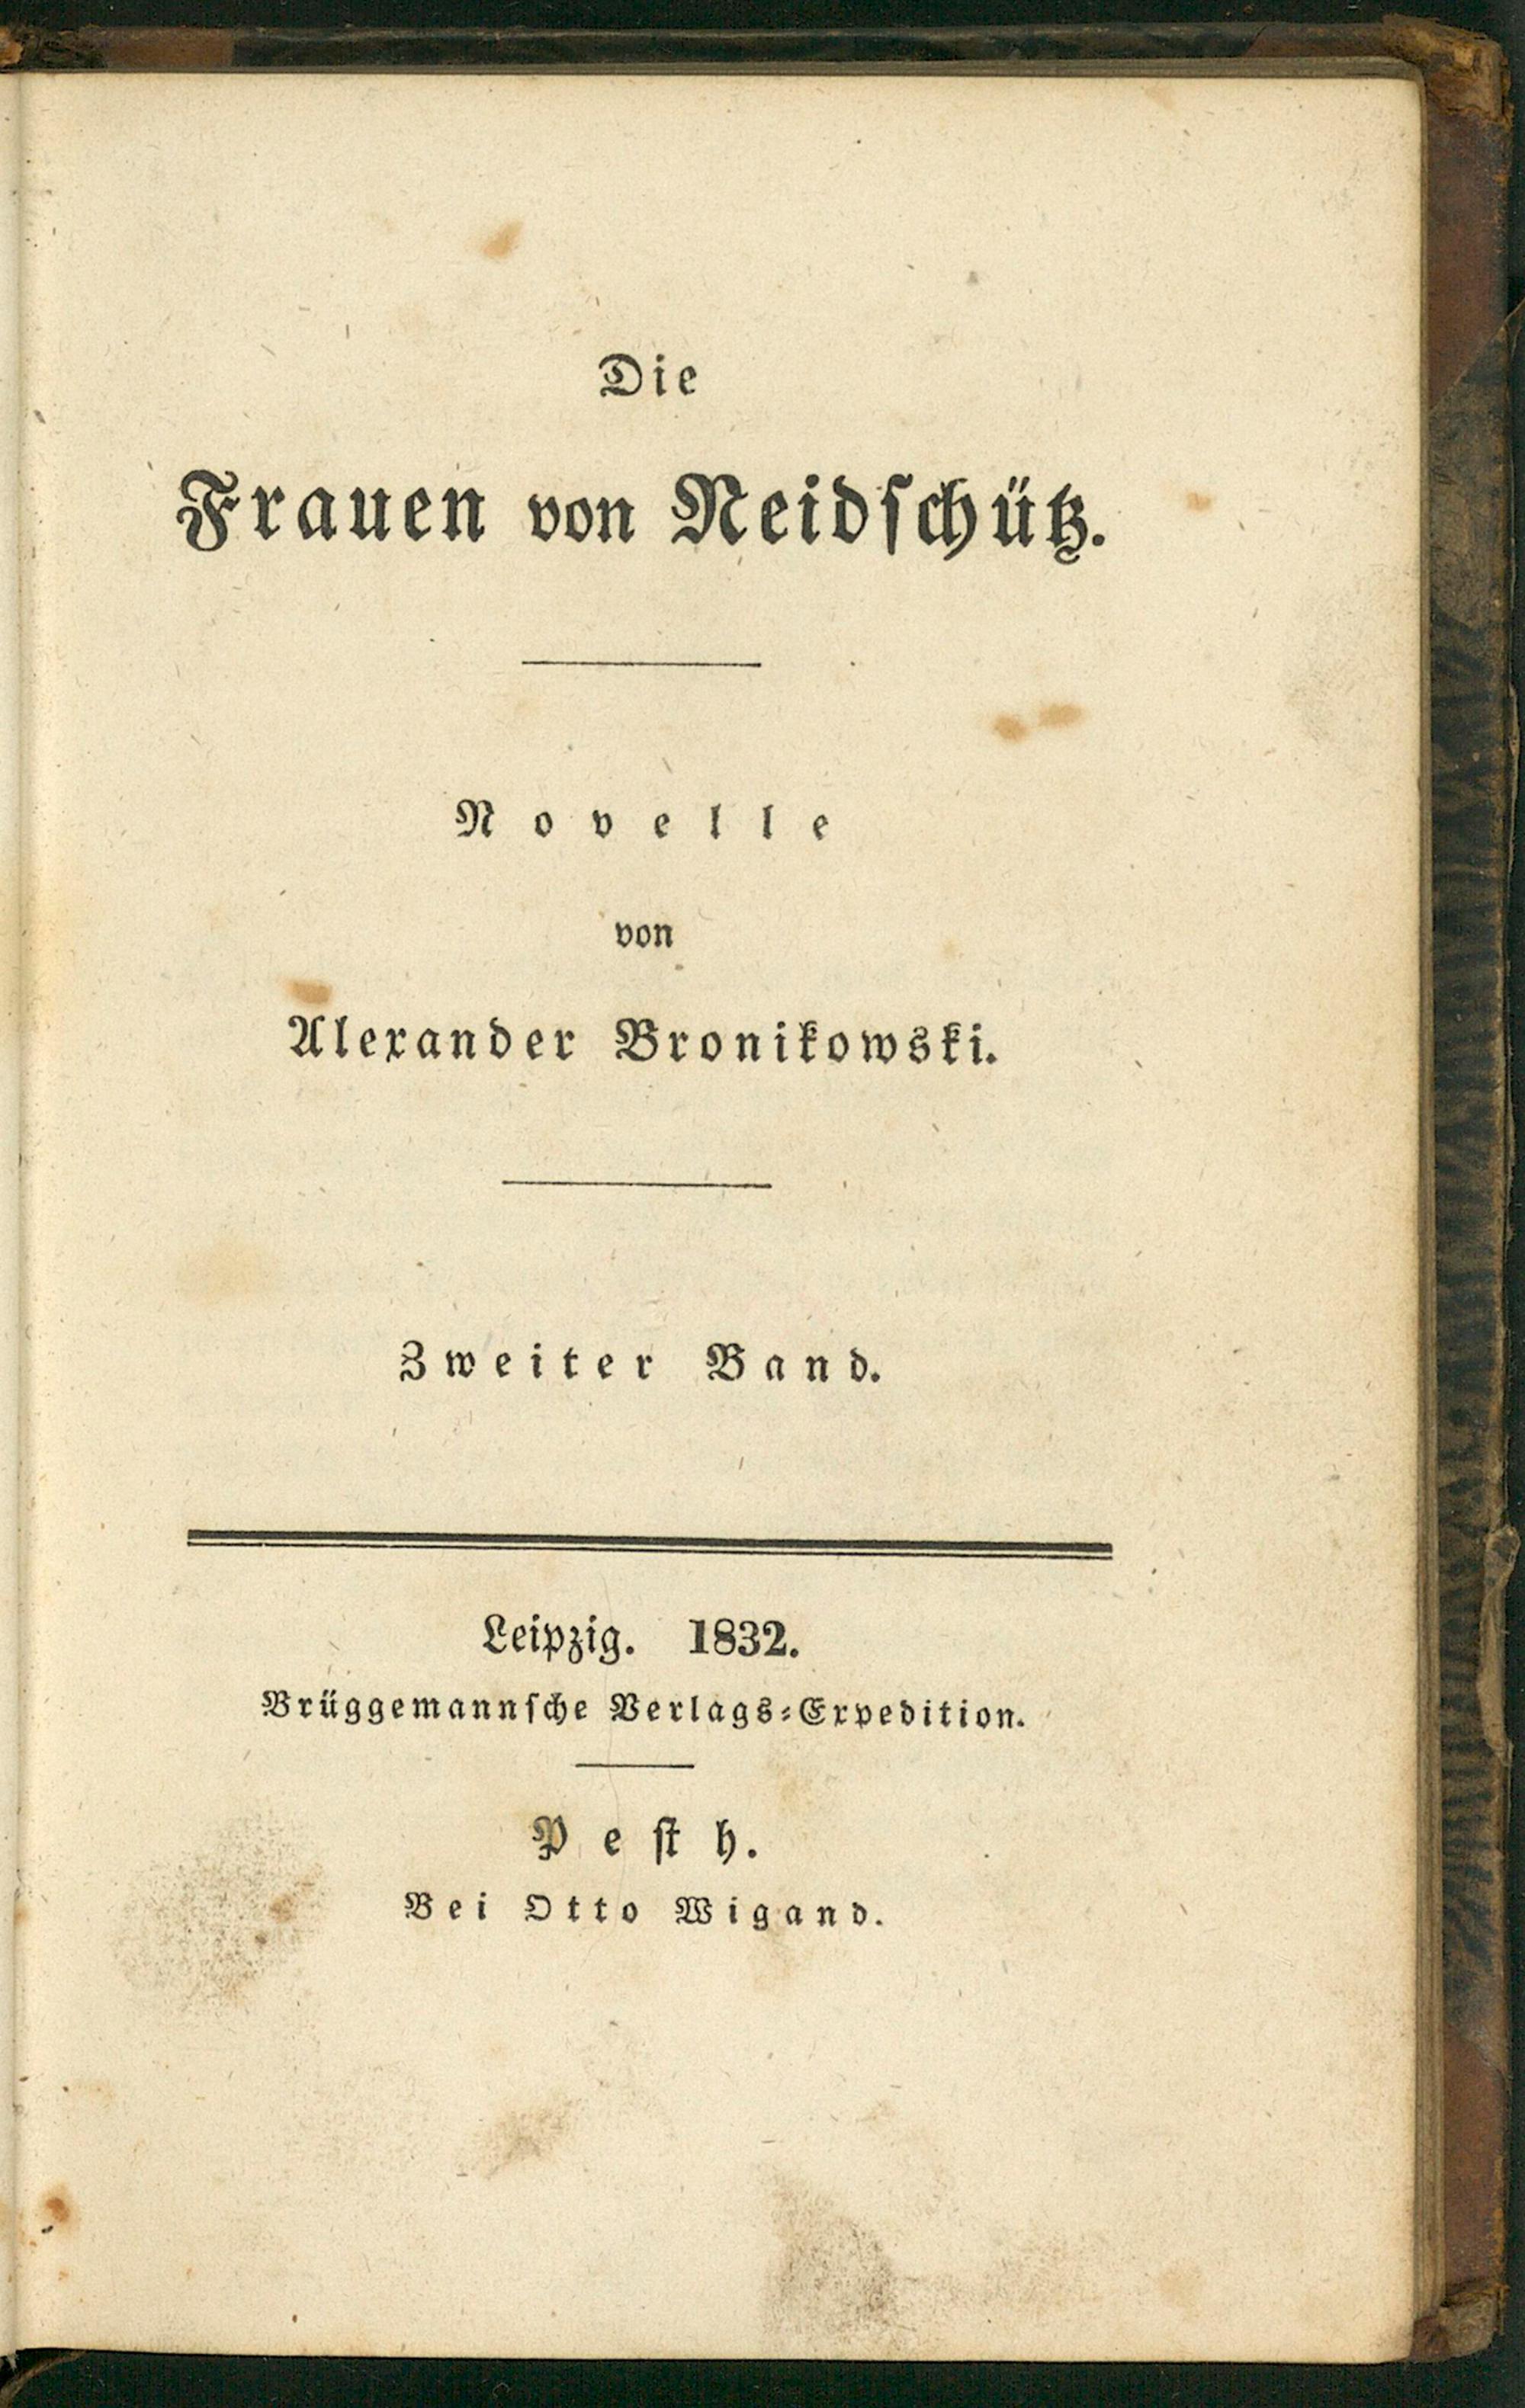 Die
Frauen von Neidschütz.
Novelle
von
Alexander Bronikowski.
Zweiter Band.
Leipzig. 1832.
Brüggemannsche Verlags-Expedition.
Pesth.
Bei Otto Wigand.